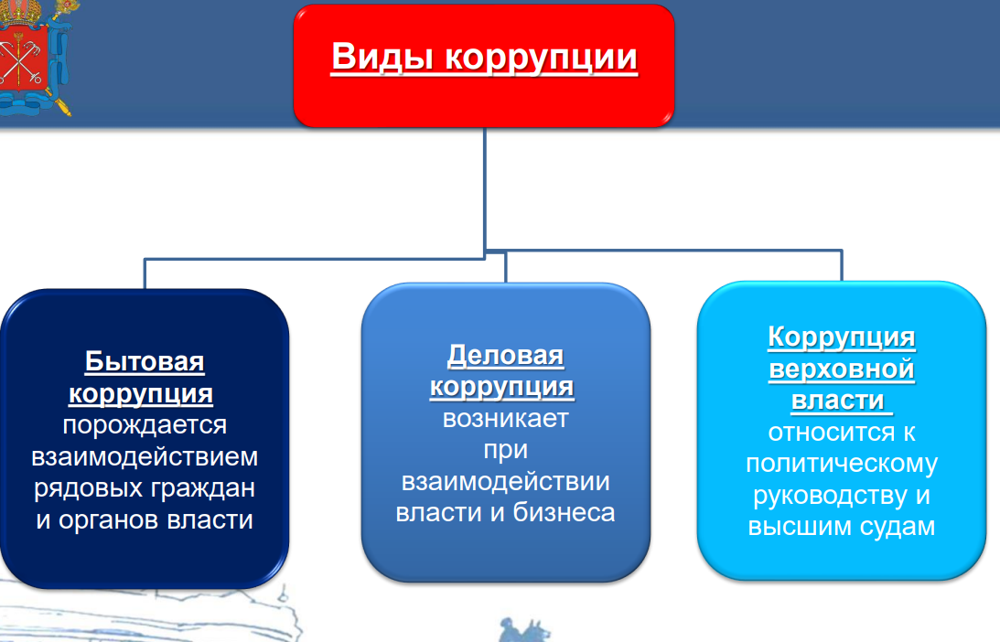 Виды коррупции
Бытовая
коррупция
порождается
взаимодействием
рядовых граждан
и органов власти
Деловая
коррупция
возникает
при
взаимодействии
власти и бизнеса
Коррупция
верховной
власти
относится к
политическому
руководству и
высшим судам